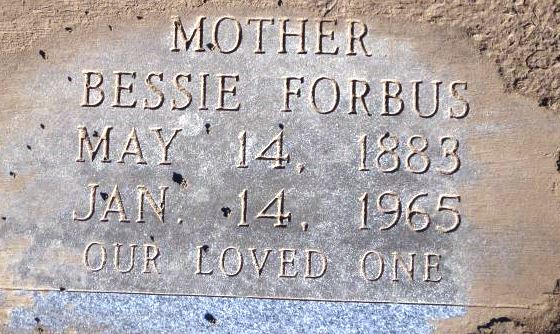 MOTHER
BESSIE FORBUS
MAY 14, 1883
JAN. 14, 1965
OUR LOVED ONE